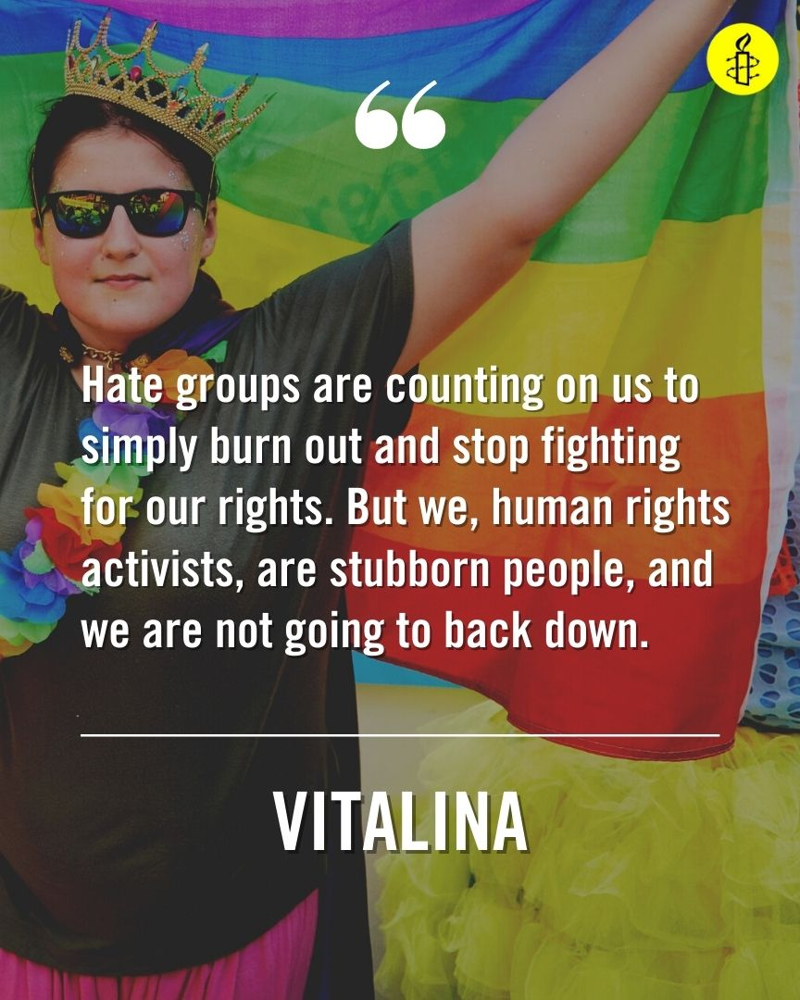 Hate groups are counting on us to
simply burn out and stop fighting
for our rights. But we, human rights
activists, are stubborn people, and
we are not going to back down.
VITALINA